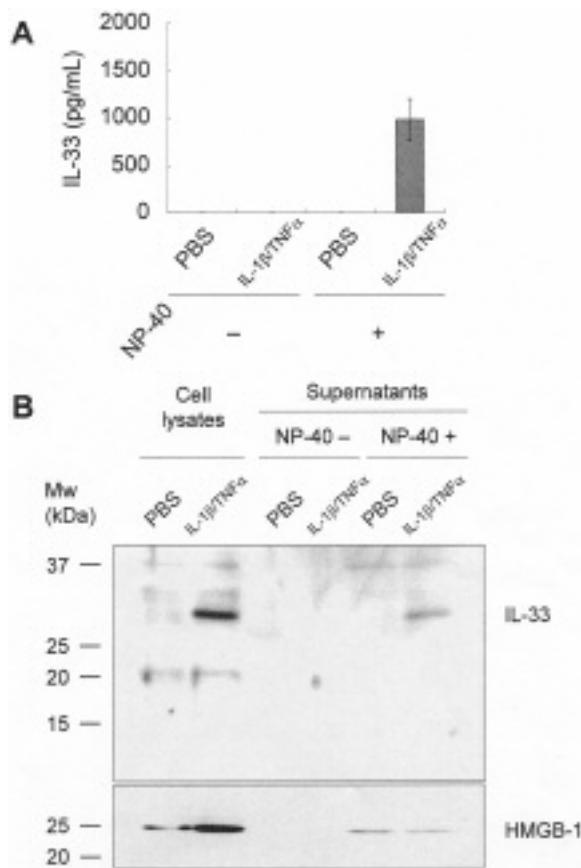 A
IL-33 (pg/mL)
2000
1500
1000
500
0
PBS
IL-1β/TNFα
PBS
IL-1β/TNFα
NP-40
–
+
B
Cell lysates
Supernatants
NP-40 –
NP-40 +
Mw (kDa)
PBS
IL-1β/TNFα
PBS
IL-1β/TNFα
PBS
IL-1β/TNFα
37
25
20
15
IL-33
25
20
HMGB-1